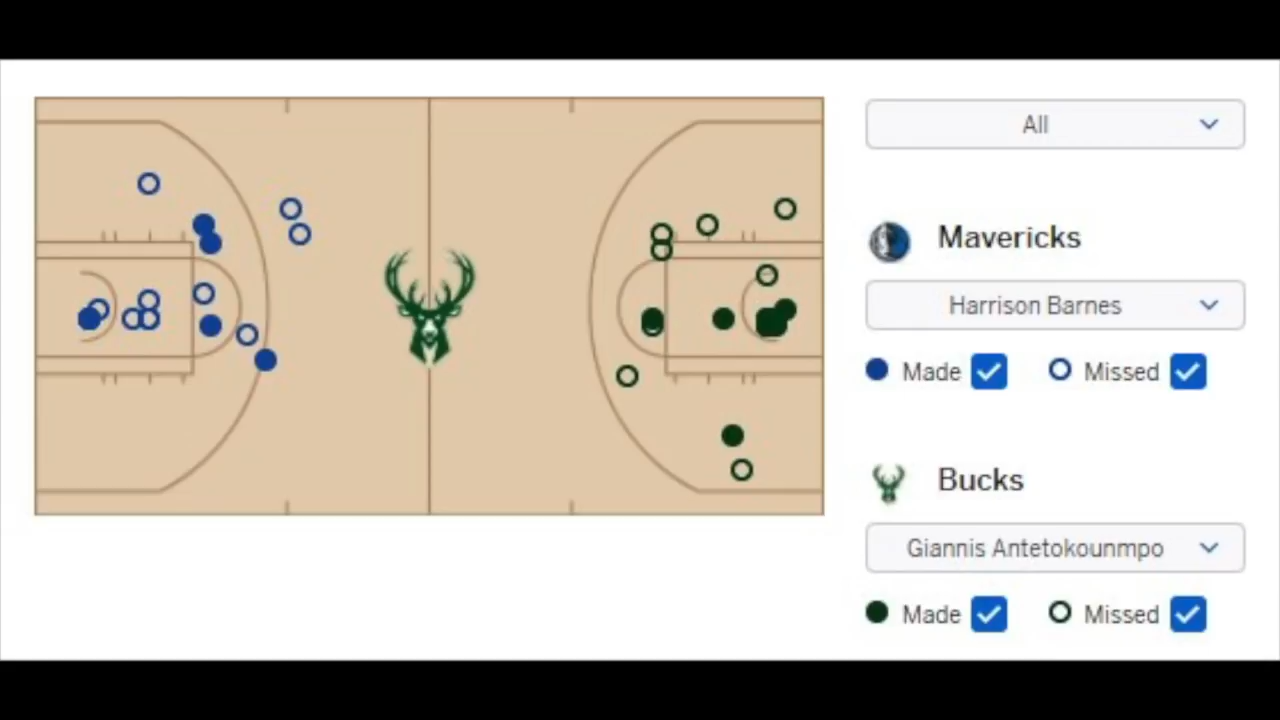 All
Mavericks
Harrison Barnes
Made Missed
Bucks
Giannis Antetokounmpo
Made Missed